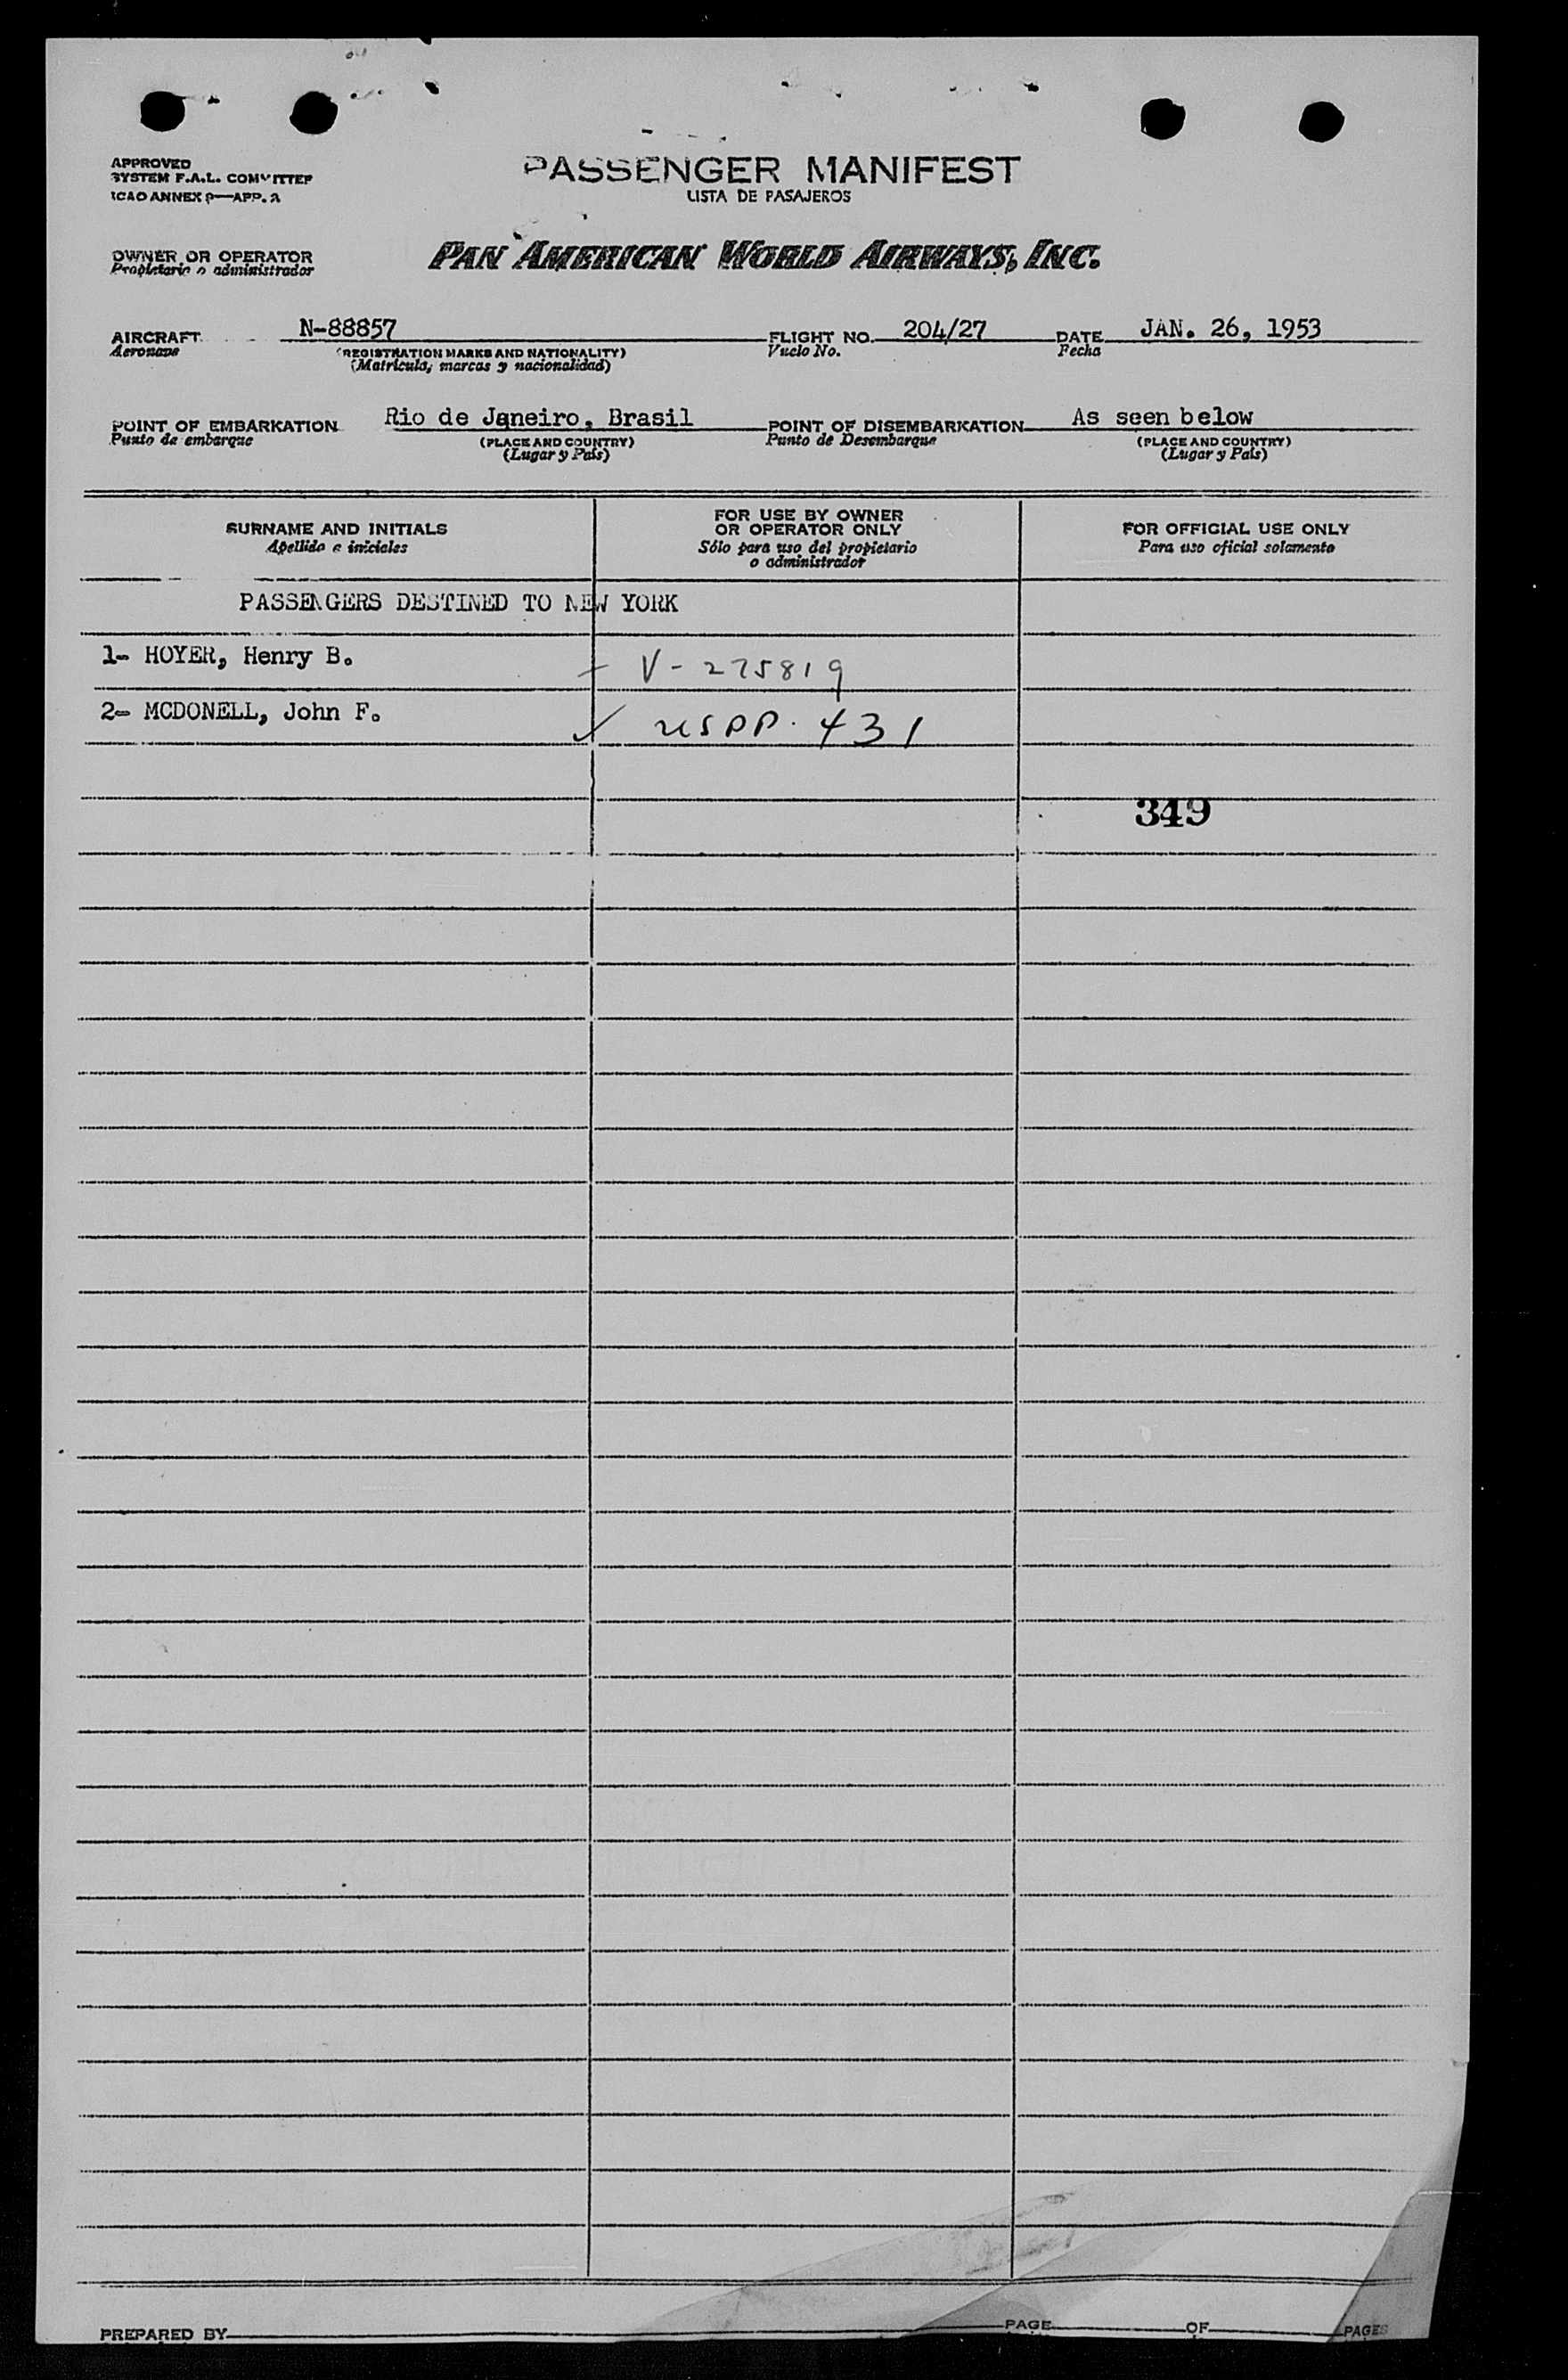 APPROVED
SYSTEM F.A.L. COMMITTEE
ICAO ANNEX 9—APP. A
PASSENGER MANIFEST
LISTA DE PASAJEROS
OWNER OR OPERATOR
Propietario o administrador
PAN AMERICAN WORLD AIRWAYS, INC.
AIRCRAFT N-88857 FLIGHT NO. 204/27 DATE JAN. 26, 1953
Aeronave (REGISTRATION MARKS AND NATIONALITY) Vuelo No. Fecha
(Matrícula, marcas y nacionalidad)
POINT OF EMBARKATION Rio de Janeiro, Brasil POINT OF DISEMBARKATION As seen below
Punto de embarque (PLACE AND COUNTRY) Punto de Desembarque (PLACE AND COUNTRY)
(Lugar y País) (Lugar y País)
SURNAME AND INITIALS
Apellido e iniciales
FOR USE BY OWNER
OR OPERATOR ONLY
Sólo para uso del propietario
o administrador
FOR OFFICIAL USE ONLY
Para uso oficial solamente
PASSENGERS DESTINED TO NEW YORK
1- HOYER, Henry B. V-275819
2- MCDONELL, John F. ✓ USPP. 431
349
PREPARED BY PAGE OF PAGES